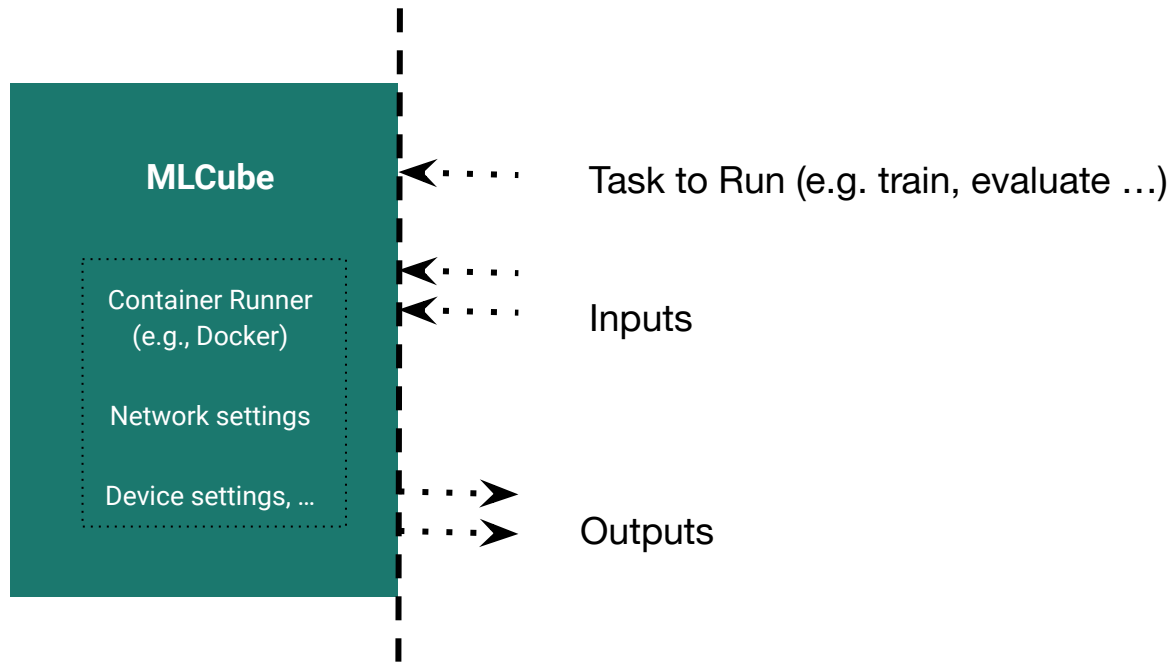 MLCube
Task to Run (e.g. train, evaluate …)
Container Runner
(e.g., Docker)
Inputs
Network settings
Device settings, …
Outputs